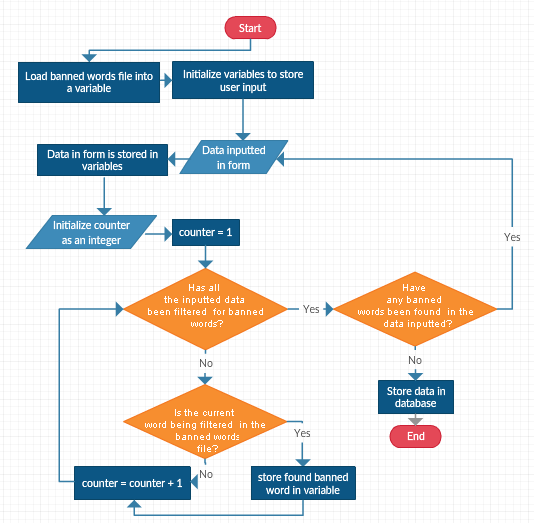 Start
Load banned words file into
a variable
Initialize variables to store
user input
Data inputted
in form
Data in form is stored in
variables
Initialize counter
as an integer
counter = 1
Yes
Has all
the inputted data
been filtered for banned
words?
Yes
Have
any banned
words been found in the
data inputted?
No
No
Store data in
database
End
Is the current
word being filtered in the
banned words
file?
Yes
No
counter = counter + 1
store found banned
word in variable